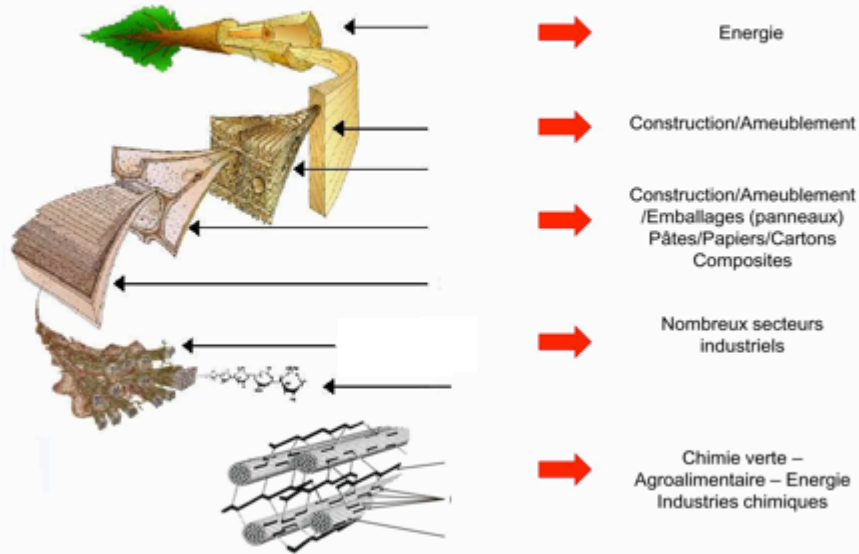 Energie
Construction/Ameublement
Construction/Ameublement
/Emballages (panneaux)
Pâtes/Papiers/Cartons
Composites
Nombreux secteurs
industriels
Chimie verte –
Agroalimentaire – Energie
Industries chimiques